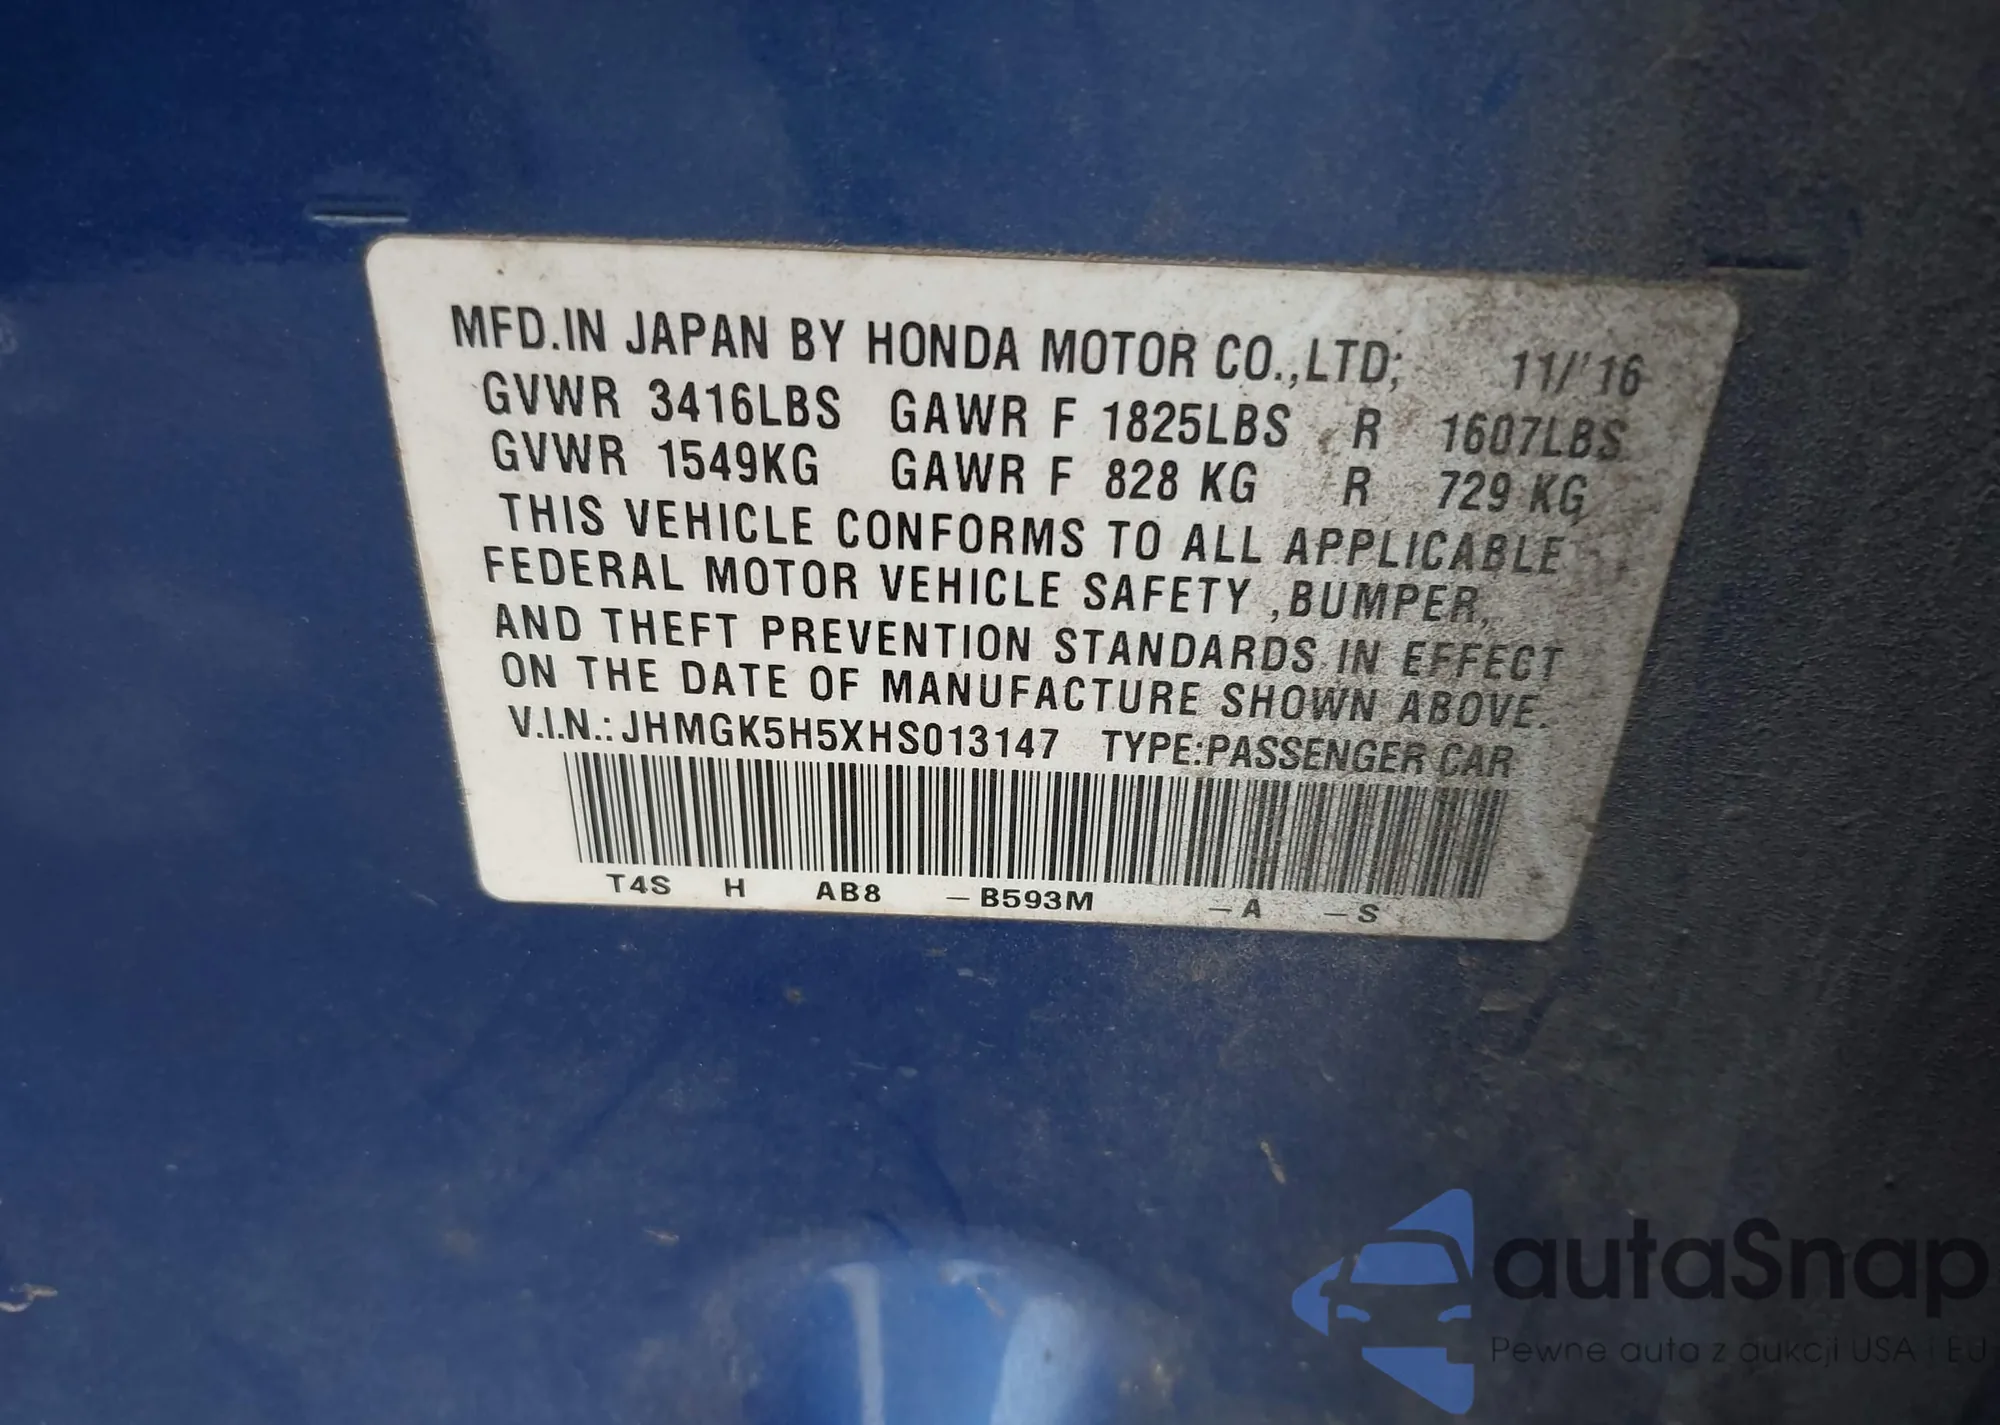 MFD.IN JAPAN BY HONDA MOTOR CO.,LTD; 11/'16
GVWR 3416LBS GAWR F 1825LBS R 1607LBS
GVWR 1549KG GAWR F 828 KG R 729 KG
THIS VEHICLE CONFORMS TO ALL APPLICABLE
FEDERAL MOTOR VEHICLE SAFETY ,BUMPER,
AND THEFT PREVENTION STANDARDS IN EFFECT
ON THE DATE OF MANUFACTURE SHOWN ABOVE.
V.I.N.: JHMGK5H5XHS013147 TYPE:PASSENGER CAR
T4S H AB8 – B593M – A – S
autaSnap
Pewne auta z aukcji USA i EU